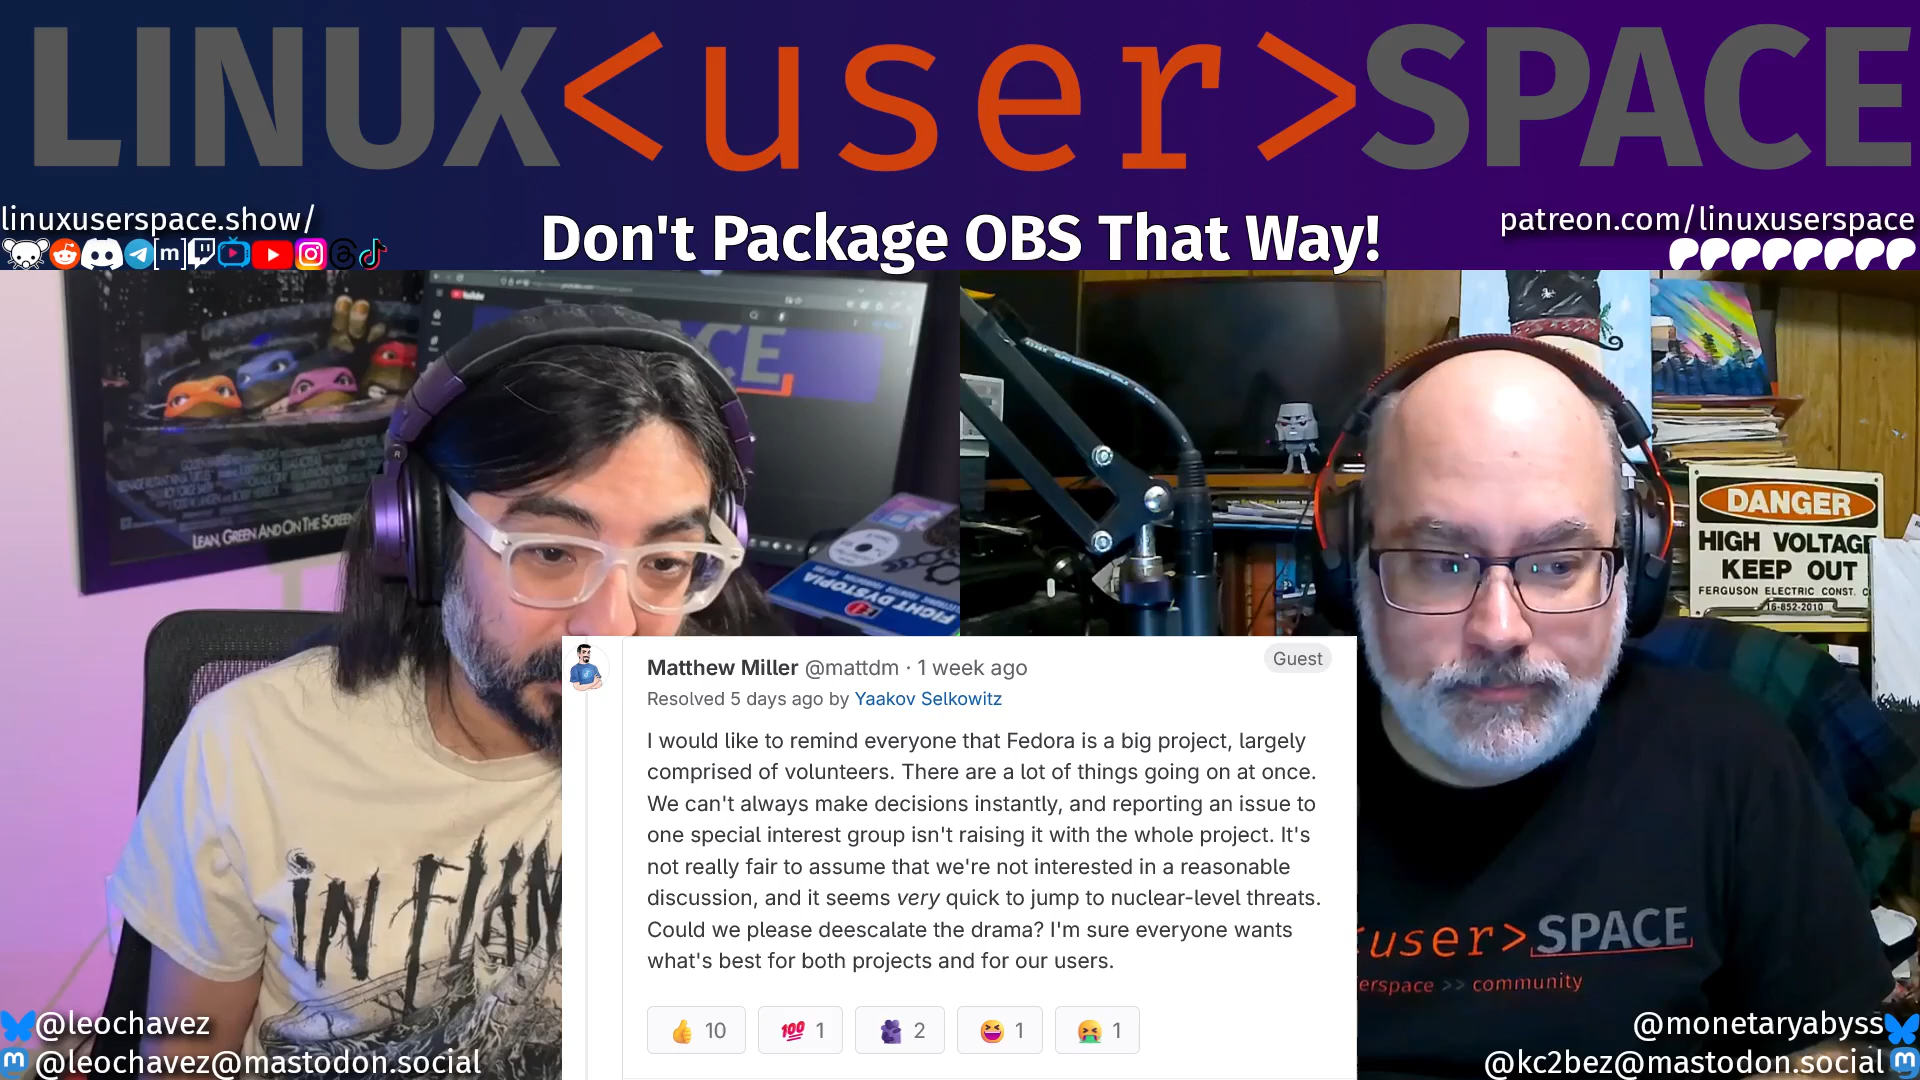 LINUX<user>SPACE
linuxuserspace.show/
Don't Package OBS That Way!
patreon.com/linuxuserspace
YouTube
CE
LEAN, GREEN AND ON THE SCREEN
FIGHT DYSTOPIA
DANGER
HIGH VOLTAGE
KEEP OUT
FERGUSON ELECTRIC CONST. C
16-852-2010
Matthew Miller @mattdm · 1 week ago
Guest
Resolved 5 days ago by Yaakov Selkowitz
I would like to remind everyone that Fedora is a big project, largely
comprised of volunteers. There are a lot of things going on at once.
We can't always make decisions instantly, and reporting an issue to
one special interest group isn't raising it with the whole project. It's
not really fair to assume that we're not interested in a reasonable
discussion, and it seems very quick to jump to nuclear-level threats.
Could we please deescalate the drama? I'm sure everyone wants
what's best for both projects and for our users.
👍 10 💯 1 2 😆 1 🤮 1
IN FLAM
user>SPACE
erspace >> community
@leochavez
@leochavez@mastodon.social
@monetaryabyss
@kc2bez@mastodon.social